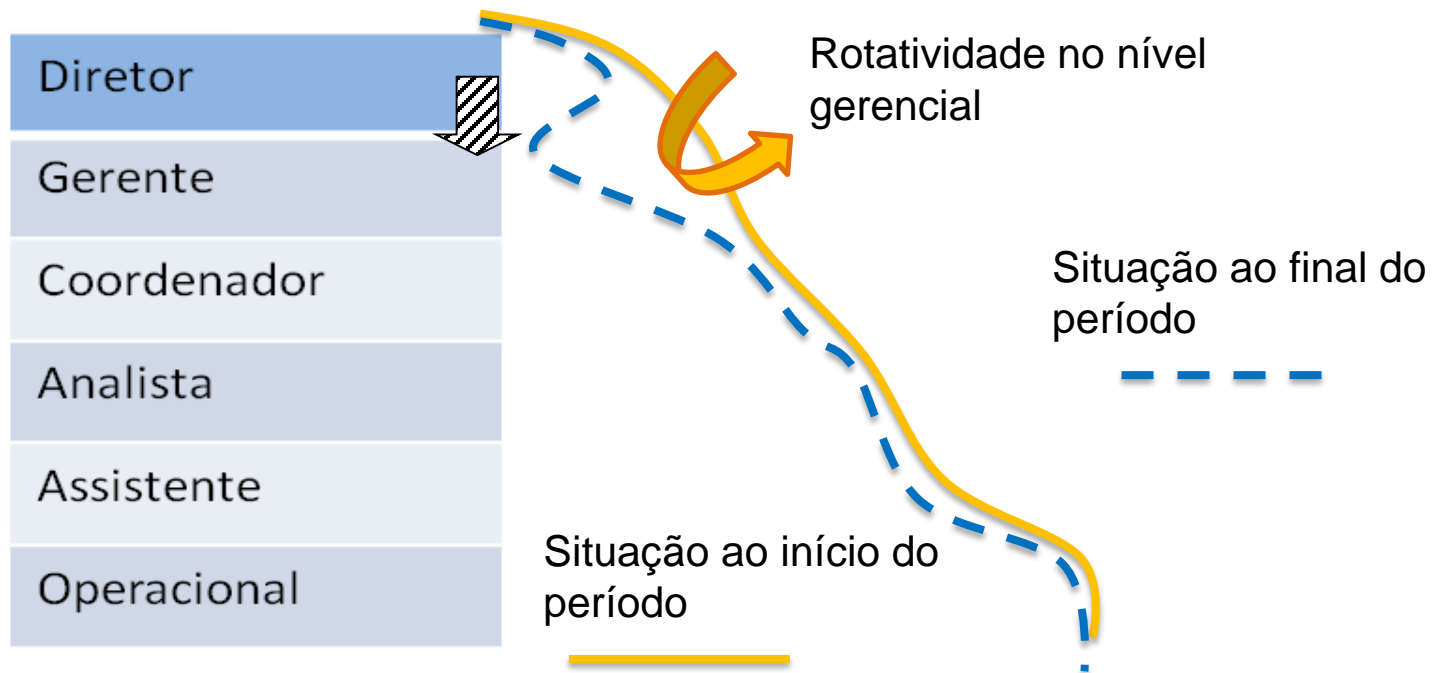 Diretor
Gerente
Coordenador
Analista
Assistente
Operacional
Rotatividade no nível
gerencial
Situação ao final do
período
Situação ao início do
período